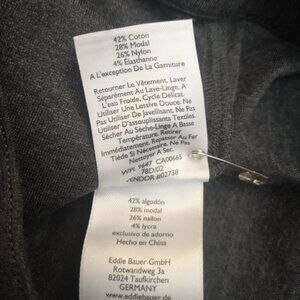 42% Coton
28% Modal
26% Nylon
4% Élasthanne
A L'Exception De La Garniture
Retourner Le Vêtement. Laver
Séparément Au Lave-Linge, A
L'Eau Froide, Cycle Délicat.
Utiliser Une Lessive Douce. Ne
Pas Utiliser De Javellisant. Ne Pas
Utiliser D'Assouplissants Textiles.
Sécher Au Sèche-Linge A Basse
Température. Retirer
Immédiatement. Repasser Au Fer
Tiède Si Nécessaire. Ne Pas
Nettoyer A Sec.
WPL 9647 CA00665
VENDOR #02738
42% algodón
28% modal
26% nailon
4% lycra
exclusivo de adorno
Hecho en China
Eddie Bauer GmbH
Rotwandweg 3a
82024 Taufkirchen
GERMANY
www.eddiebauer.de